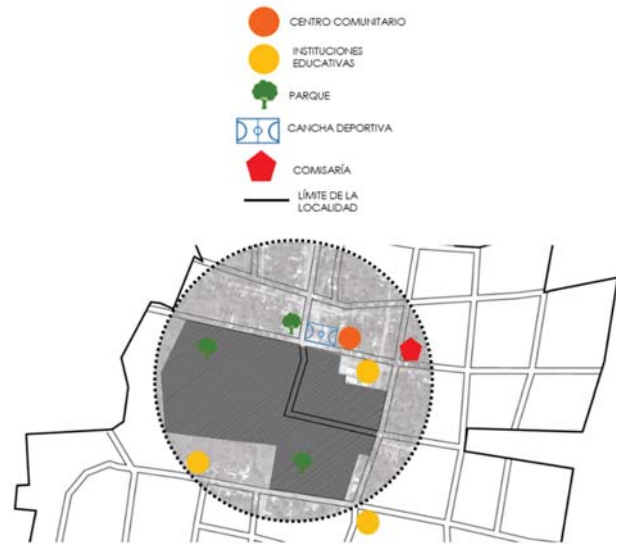 CENTRO COMUNITARIO
INSTITUCIONES
EDUCATIVAS
PARQUE
CANCHA DEPORTIVA
COMISARÍA
LÍMITE DE LA
LOCALIDAD